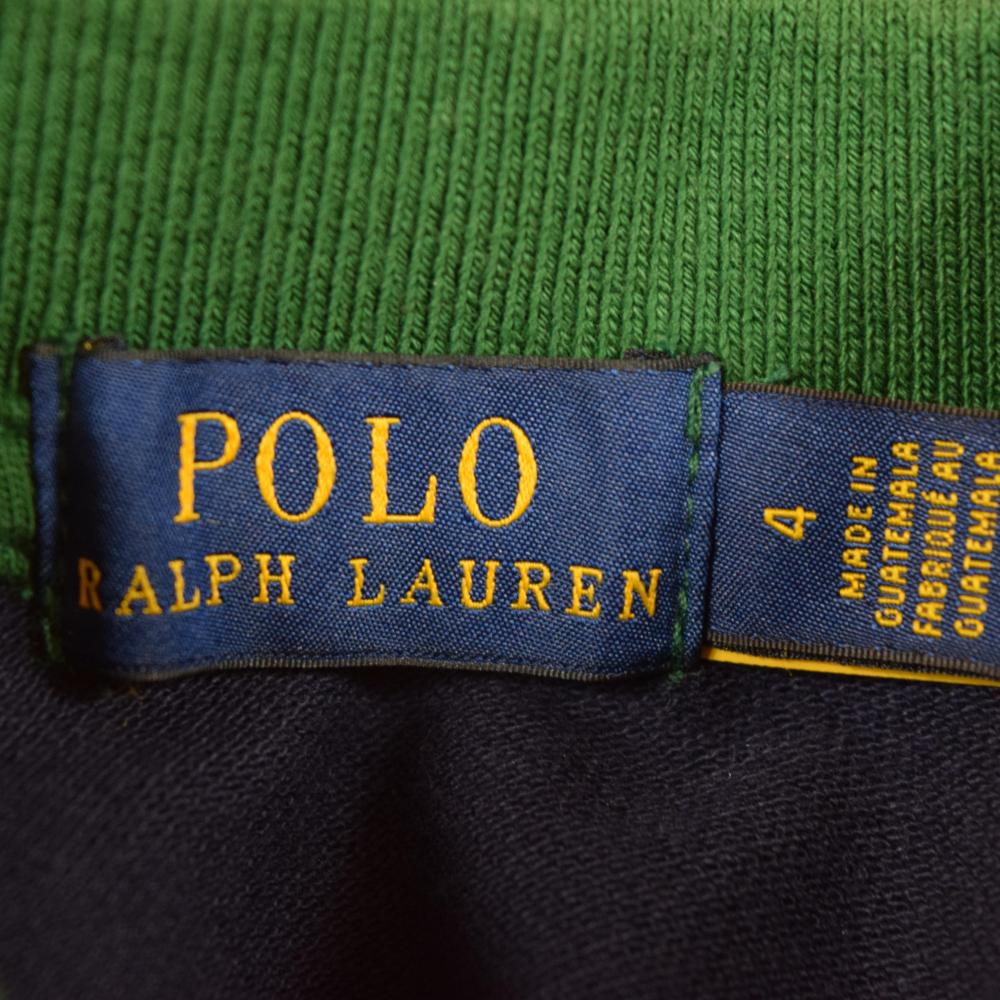 POLO
RALPH LAUREN
4
MADE IN
GUATEMALA
FABRIQUÉ AU
GUATEMALA